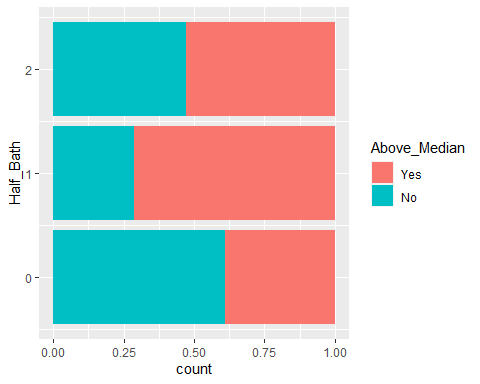 Half_Bath
2
1
0
0.00 0.25 0.50 0.75 1.00
count
Above_Median
Yes
No